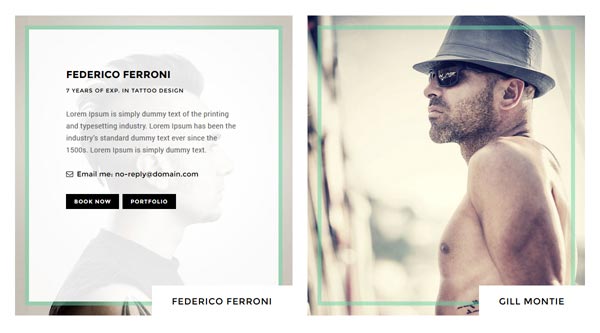 FEDERICO FERRONI
7 YEARS OF EXP. IN TATTOO DESIGN
Lorem Ipsum is simply dummy text of the printing
and typesetting industry. Lorem Ipsum has been the
industry's standard dummy text ever since the
1500s. Lorem Ipsum is simply dummy text.
Email me: no-reply@domain.com
BOOK NOW PORTFOLIO
FEDERICO FERRONI
GILL MONTIE